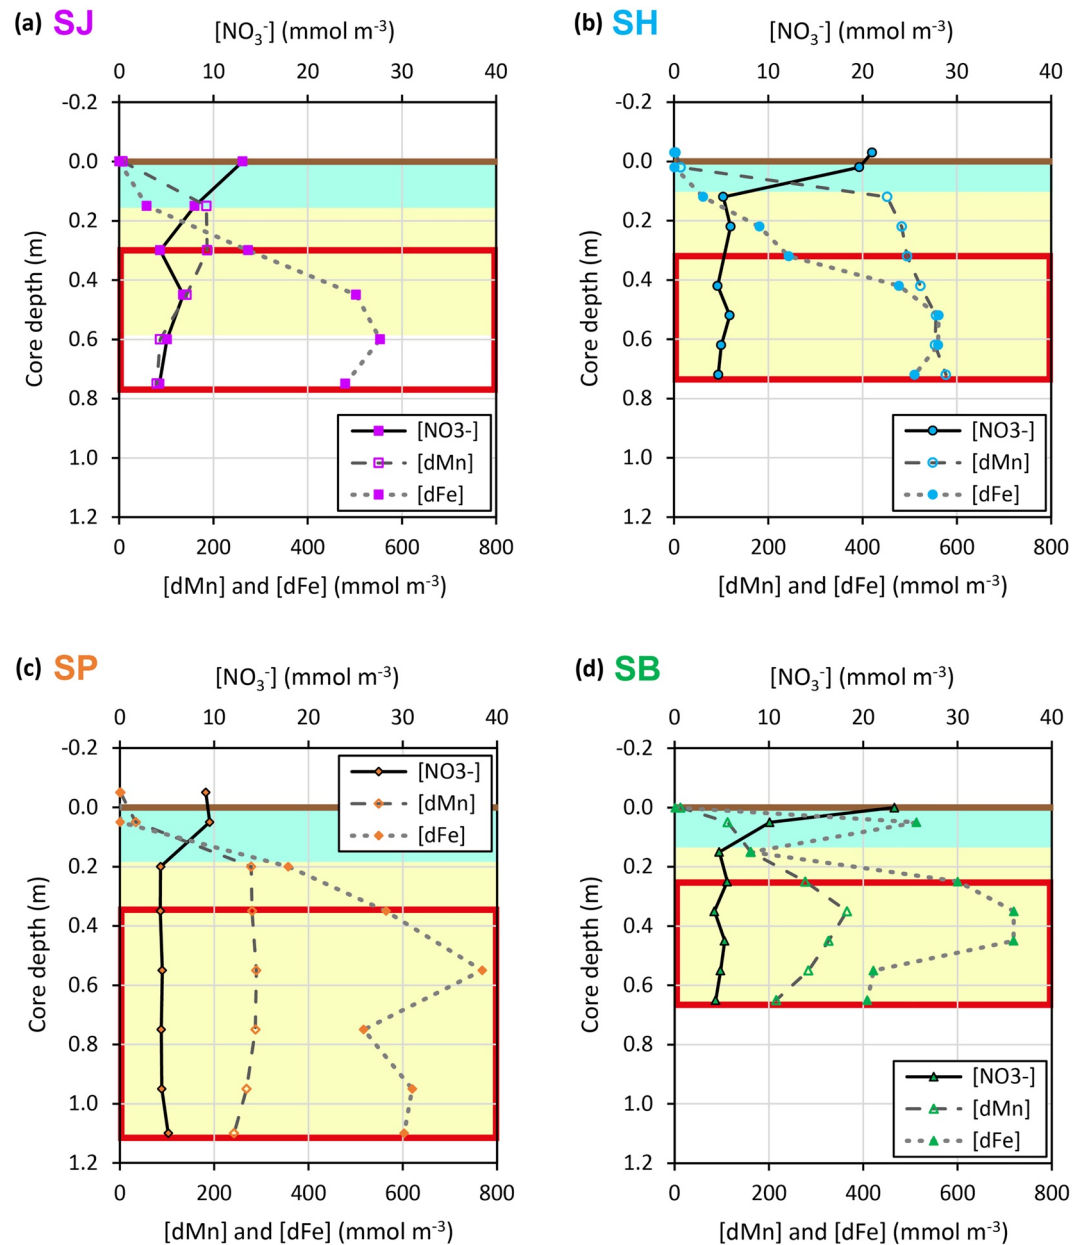 (a) SJ
[NO₃⁻] (mmol m⁻³)
0 10 20 30 40
-0.2
0.0
0.2
0.4
0.6
0.8
1.0
1.2
Core depth (m)
[NO3-]
[dMn]
[dFe]
0 200 400 600 800
[dMn] and [dFe] (mmol m⁻³)
(b) SH
[NO₃⁻] (mmol m⁻³)
0 10 20 30 40
-0.2
0.0
0.2
0.4
0.6
0.8
1.0
1.2
Core depth (m)
[NO3-]
[dMn]
[dFe]
0 200 400 600 800
[dMn] and [dFe] (mmol m⁻³)
(c) SP
[NO₃⁻] (mmol m⁻³)
0 10 20 30 40
-0.2
0.0
0.2
0.4
0.6
0.8
1.0
1.2
Core depth (m)
[NO3-]
[dMn]
[dFe]
0 200 400 600 800
[dMn] and [dFe] (mmol m⁻³)
(d) SB
[NO₃⁻] (mmol m⁻³)
0 10 20 30 40
-0.2
0.0
0.2
0.4
0.6
0.8
1.0
1.2
Core depth (m)
[NO3-]
[dMn]
[dFe]
0 200 400 600 800
[dMn] and [dFe] (mmol m⁻³)